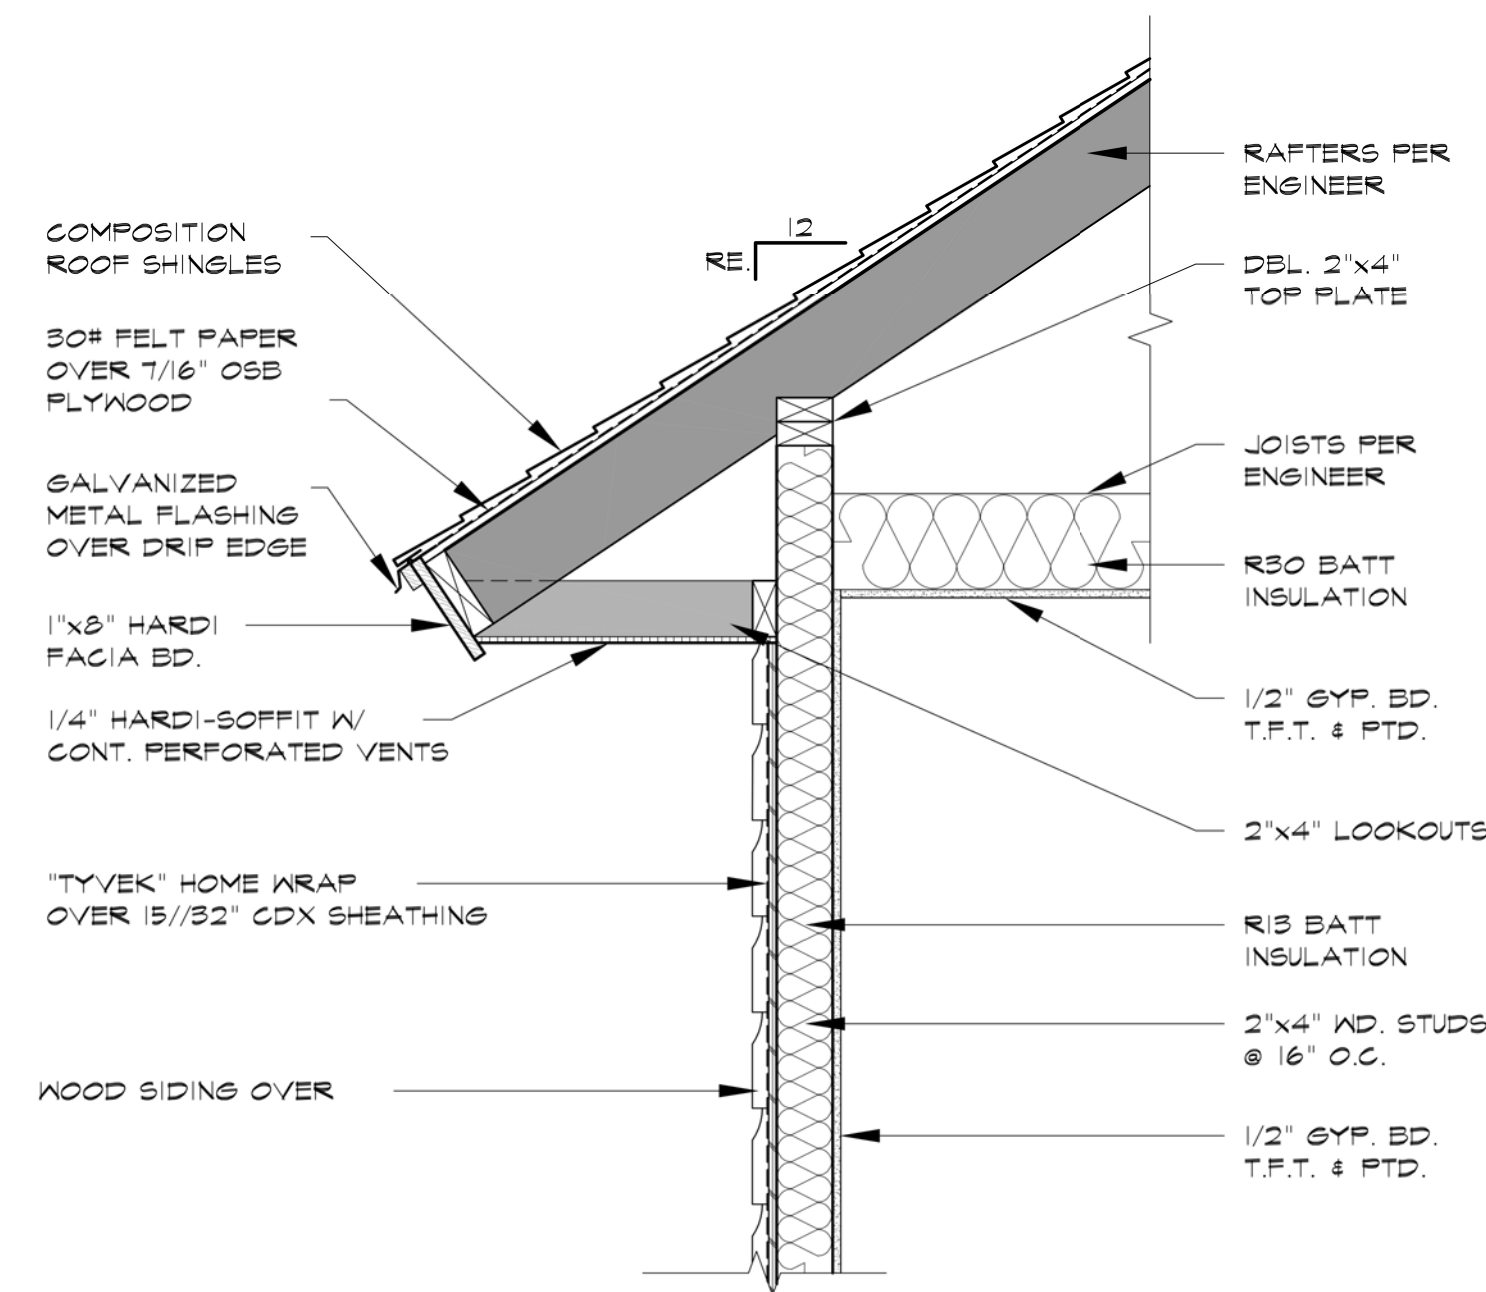 COMPOSITION
ROOF SHINGLES
30# FELT PAPER
OVER 7/16" OSB
PLYWOOD
GALVANIZED
METAL FLASHING
OVER DRIP EDGE
1"x8" HARDI
FACIA BD.
1/4" HARDI-SOFFIT W/
CONT. PERFORATED VENTS
"TYVEK" HOME WRAP
OVER 15//32" CDX SHEATHING
WOOD SIDING OVER
12
RE.
RAFTERS PER
ENGINEER
DBL. 2"x4"
TOP PLATE
JOISTS PER
ENGINEER
R30 BATT
INSULATION
1/2" GYP. BD.
T.F.T. & PTD.
2"x4" LOOKOUTS
R13 BATT
INSULATION
2"x4" WD. STUDS
@ 16" O.C.
1/2" GYP. BD.
T.F.T. & PTD.